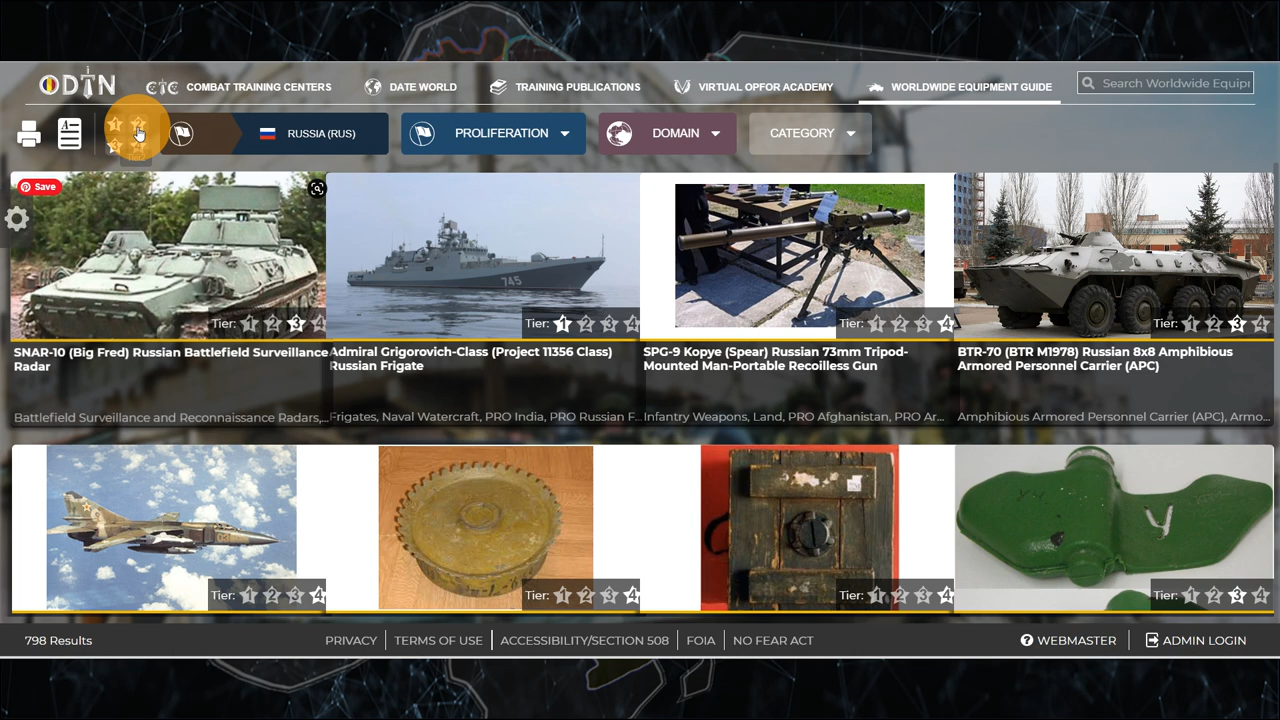 ODIN
CTC COMBAT TRAINING CENTERS
DATE WORLD
TRAINING PUBLICATIONS
VIRTUAL OPFOR ACADEMY
WORLDWIDE EQUIPMENT GUIDE
Search Worldwide Equipr
RUSSIA (RUS)
PROLIFERATION
DOMAIN
CATEGORY
Save
745
Tier: 1 2 3 4
Tier: 1 2 3 4
Tier: 1 2 3 4
Tier: 1 2 3 4
SNAR-10 (Big Fred) Russian Battlefield Surveillance
Radar
Admiral Grigorovich-Class (Project 11356 Class)
Russian Frigate
SPG-9 Kopye (Spear) Russian 73mm Tripod-
Mounted Man-Portable Recoilless Gun
BTR-70 (BTR M1978) Russian 8x8 Amphibious
Armored Personnel Carrier (APC)
Battlefield Surveillance and Reconnaissance Radars,...
Frigates, Naval Watercraft, PRO India, PRO Russian F...
Infantry Weapons, Land, PRO Afghanistan, PRO Ar...
Amphibious Armored Personnel Carrier (APC), Armo...
Tier: 1 2 3 4
Tier: 1 2 3 4
Tier: 1 2 3 4
Tier: 1 2 3 4
798 Results
PRIVACY
TERMS OF USE
ACCESSIBILITY/SECTION 508
FOIA
NO FEAR ACT
WEBMASTER
ADMIN LOGIN